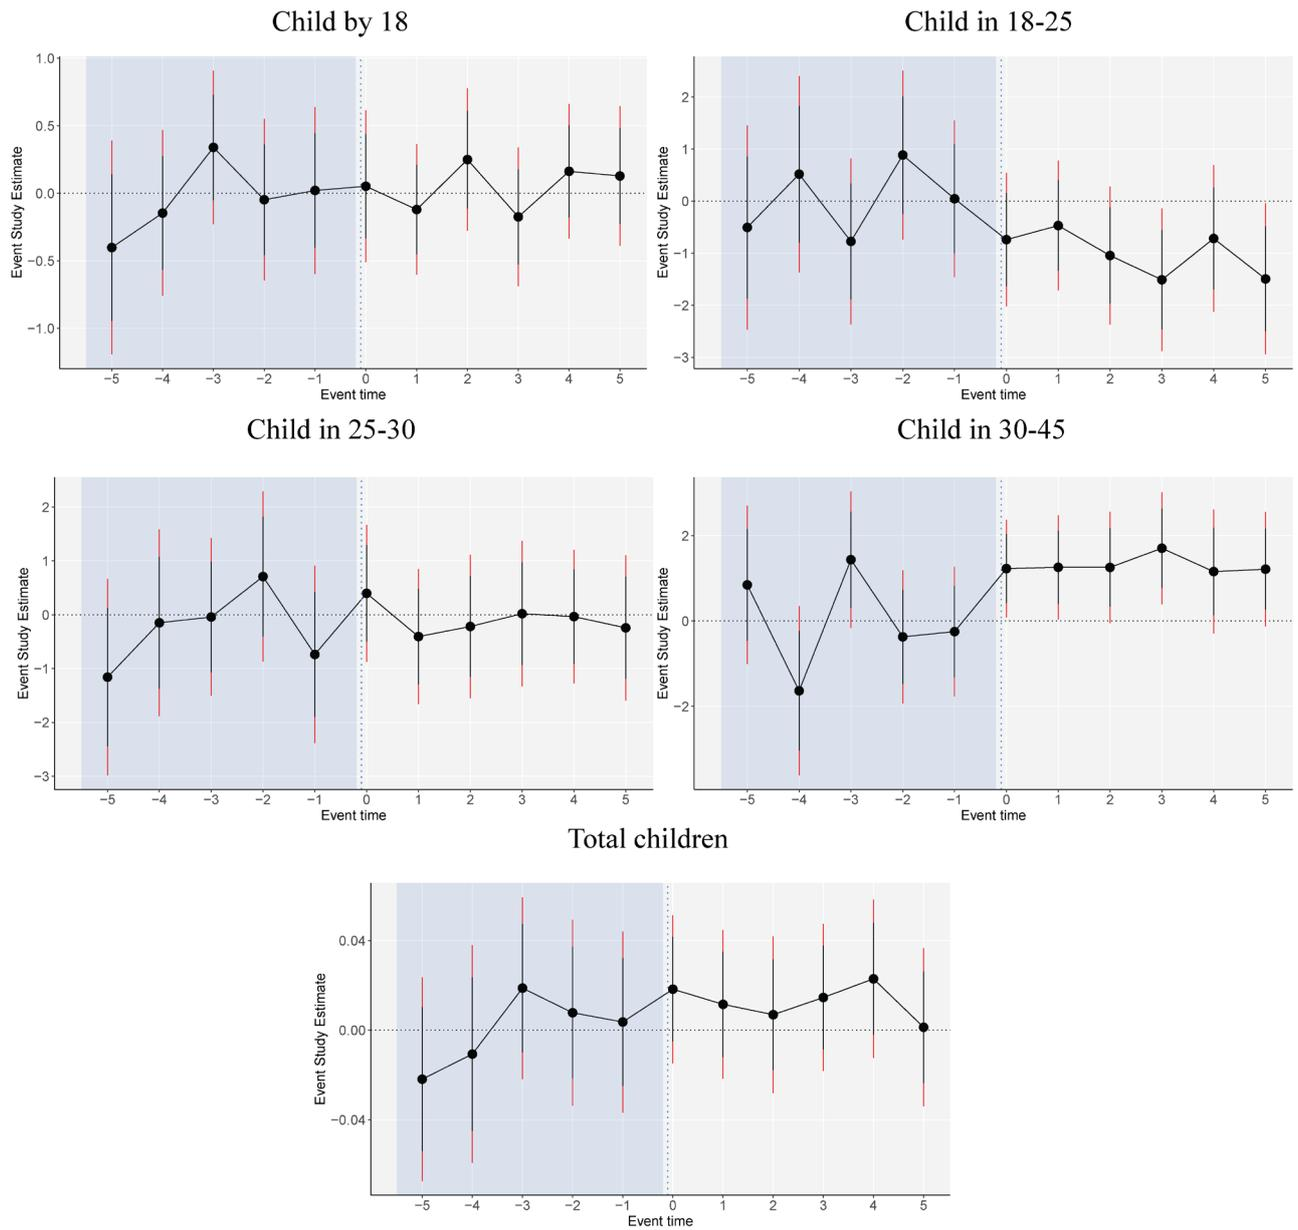 Child by 18
Child in 18-25
Event Study Estimate
1.0
0.5
0.0
−0.5
−1.0
−5 −4 −3 −2 −1 0 1 2 3 4 5
Event time
Event Study Estimate
2
1
0
−1
−2
−3
−5 −4 −3 −2 −1 0 1 2 3 4 5
Event time
Child in 25-30
Child in 30-45
Event Study Estimate
2
1
0
−1
−2
−3
−5 −4 −3 −2 −1 0 1 2 3 4 5
Event time
Event Study Estimate
2
0
−2
−5 −4 −3 −2 −1 0 1 2 3 4 5
Event time
Total children
Event Study Estimate
0.04
0.00
−0.04
−5 −4 −3 −2 −1 0 1 2 3 4 5
Event time